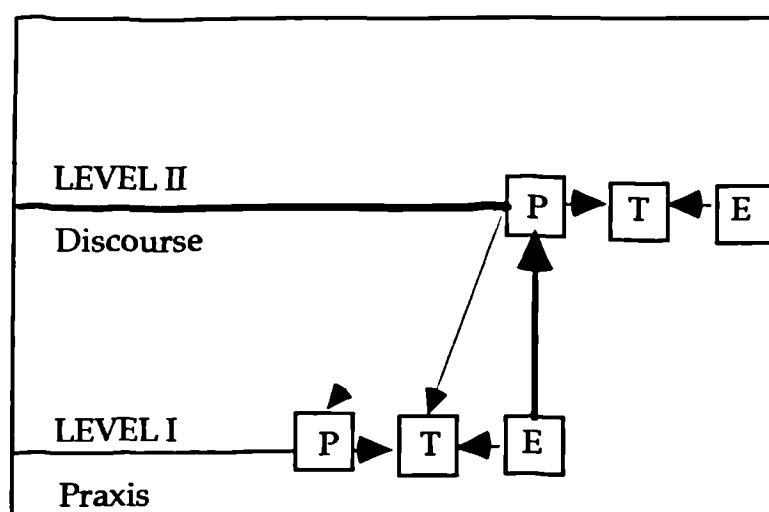 LEVEL II
P T E
Discourse
LEVEL I
P T E
Praxis